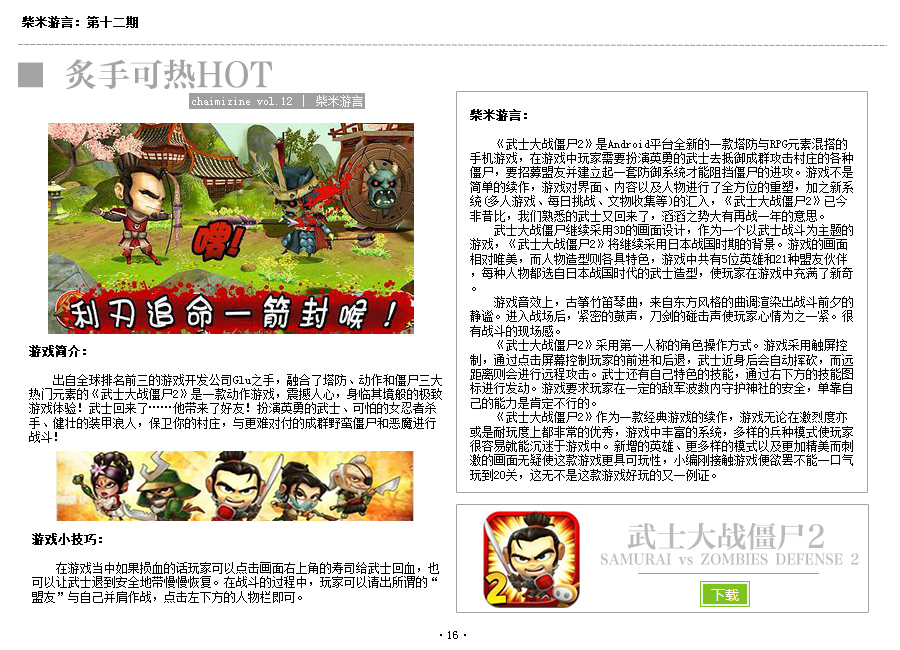 柴米游言：第十二期
炙手可热HOT
chaimizine vol.12 | 柴米游言
嘿!
利刃追命一箭封喉！
游戏简介：
出自全球排名前三的游戏开发公司Glu之手，融合了塔防、动作和僵尸三大
热门元素的《武士大战僵尸2》是一款动作游戏，震撼人心，身临其境般的极致
游戏体验！武士回来了……他带来了好友！扮演英勇的武士、可怕的女忍者杀
手、健壮的装甲浪人，保卫你的村庄，与更难对付的成群野蛮僵尸和恶魔进行
战斗！
游戏小技巧：
在游戏当中如果损血的话玩家可以点击画面右上角的寿司给武士回血，也
可以让武士退到安全地带慢慢恢复。在战斗的过程中，玩家可以请出所谓的“
盟友”与自己并肩作战，点击左下方的人物栏即可。
柴米游言：
《武士大战僵尸2》是Android平台全新的一款塔防与RPG元素混搭的
手机游戏，在游戏中玩家需要扮演英勇的武士去抵御成群攻击村庄的各种
僵尸，要招募盟友并建立起一套防御系统才能阻挡僵尸的进攻。游戏不是
简单的续作，游戏对界面、内容以及人物进行了全方位的重塑，加之新系
统(多人游戏、每日挑战、文物收集等)的汇入，《武士大战僵尸2》已今
非昔比，我们熟悉的武士又回来了，滔滔之势大有再战一年的意思。
武士大战僵尸继续采用3D的画面设计，作为一个以武士战斗为主题的
游戏，《武士大战僵尸2》将继续采用日本战国时期的背景。游戏的画面
相对唯美，而人物造型则各具特色，游戏中共有5位英雄和21种盟友伙伴
，每种人物都选自日本战国时代的武士造型，使玩家在游戏中充满了新奇
。
游戏音效上，古筝竹笛琴曲，来自东方风格的曲调渲染出战斗前夕的
静谧。进入战场后，紧密的鼓声，刀剑的碰击声使玩家心情为之一紧。很
有战斗的现场感。
《武士大战僵尸2》采用第一人称的角色操作方式。游戏采用触屏控
制，通过点击屏幕控制玩家的前进和后退，武士近身后会自动挥砍，而远
距离则会进行远程攻击。武士还有自己特色的技能，通过右下方的技能图
标进行发动。游戏要求玩家在一定的敌军波数内守护神社的安全，单靠自
己的能力是肯定不行的。
《武士大战僵尸2》作为一款经典游戏的续作，游戏无论在激烈度亦
或是耐玩度上都非常的优秀，游戏中丰富的系统，多样的兵种模式使玩家
很容易就能沉迷于游戏中。新增的英雄、更多样的模式以及更加精美而刺
激的画面无疑使这款游戏更具可玩性，小编刚接触游戏便欲罢不能一口气
玩到20关，这无不是这款游戏好玩的又一例证。
2
武士大战僵尸2
SAMURAI vs ZOMBIES DEFENSE 2
下载
· 16 ·